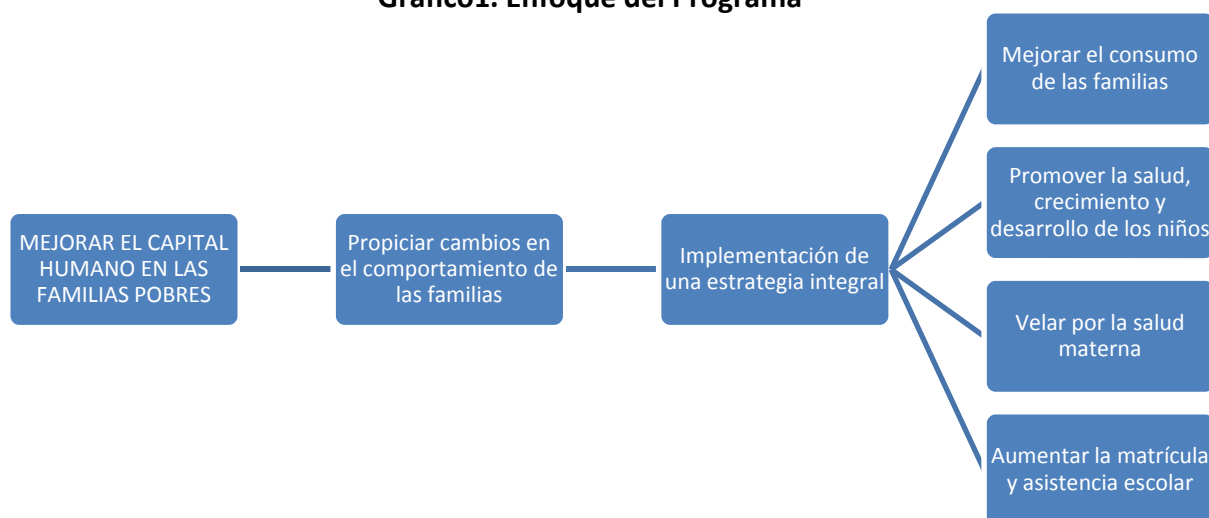 Gráfico1. Enfoque del Programa
MEJORAR EL CAPITAL
HUMANO EN LAS
FAMILIAS POBRES
Propiciar cambios en
el comportamiento de
las familias
Implementación de
una estrategia integral
Mejorar el consumo
de las familias
Promover la salud,
crecimiento y
desarrollo de los niños
Velar por la salud
materna
Aumentar la matrícula
y asistencia escolar